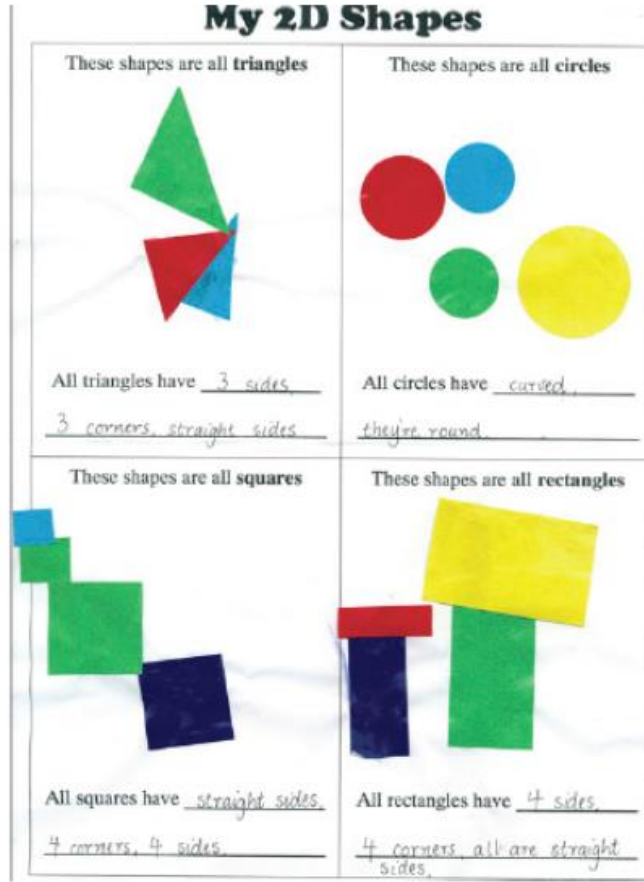 My 2D Shapes
These shapes are all triangles
All triangles have 3 sides,
3 corners, straight sides
These shapes are all circles
All circles have curved,
they're round.
These shapes are all squares
All squares have straight sides,
4 corners, 4 sides.
These shapes are all rectangles
All rectangles have 4 sides,
4 corners, all are straight
sides.